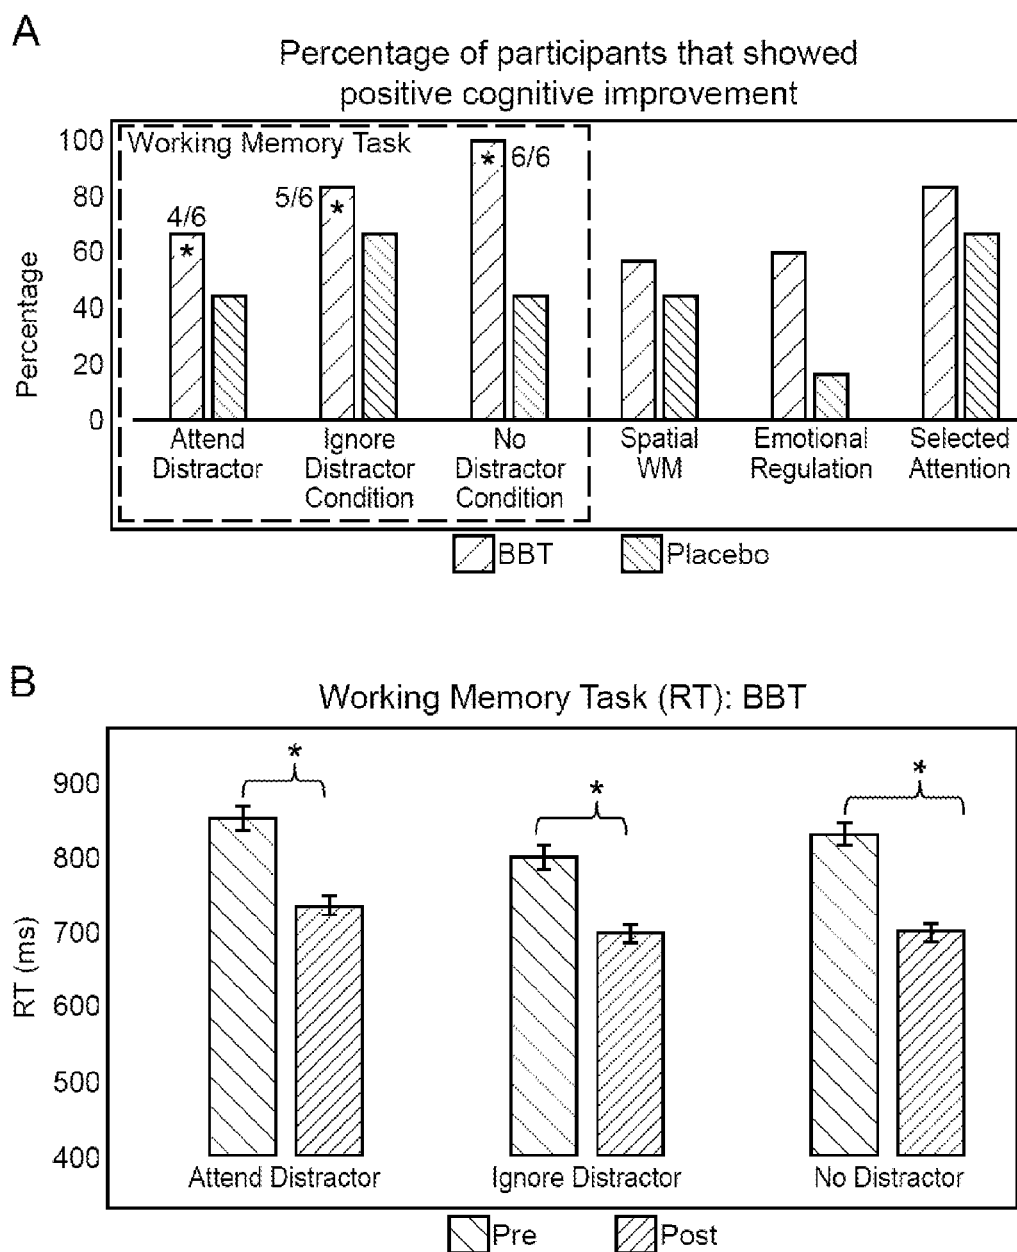 A
Percentage of participants that showed
positive cognitive improvement
Working Memory Task
100
80
60
40
20
0
Percentage
4/6
*
5/6
*
*
6/6
Attend
Distractor
Ignore
Distractor
Condition
No
Distractor
Condition
Spatial
WM
Emotional
Regulation
Selected
Attention
BBT
Placebo
B
Working Memory Task (RT): BBT
900
800
700
600
500
400
RT (ms)
*
*
*
Attend Distractor
Ignore Distractor
No Distractor
Pre
Post